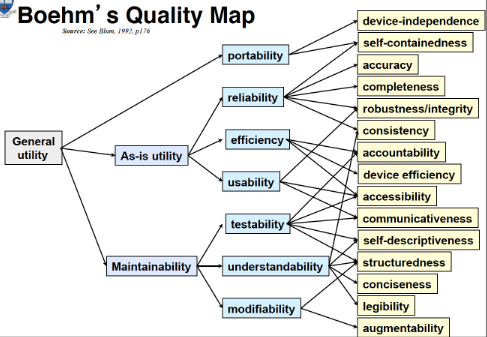 Boehm's Quality Map
Source: See Blum, 1992, p176
General
utility
As-is utility
Maintainability
portability
reliability
efficiency
usability
testability
understandability
modifiability
device-independence
self-containedness
accuracy
completeness
robustness/integrity
consistency
accountability
device efficiency
accessibility
communicativeness
self-descriptiveness
structuredness
conciseness
legibility
augmentability